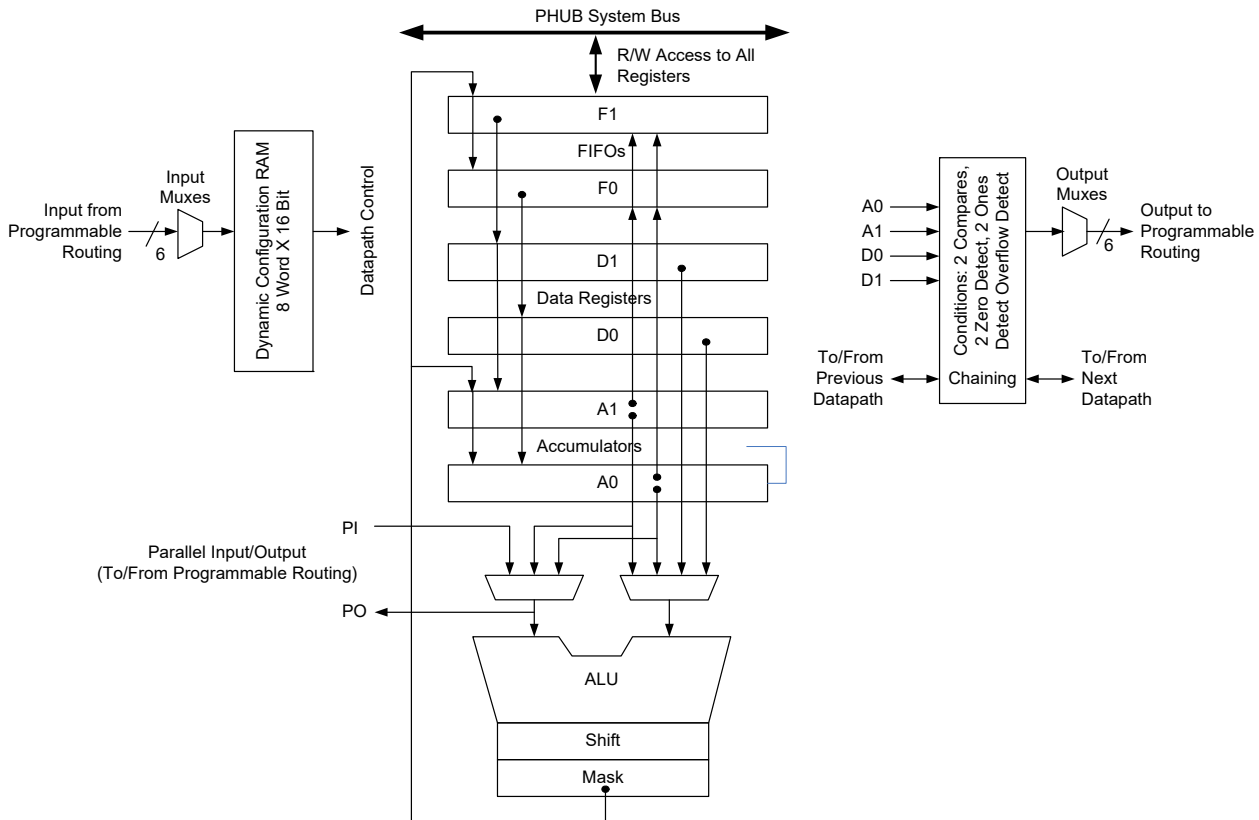 PHUB System Bus
R/W Access to All
Registers
F1
FIFOs
F0
D1
Data Registers
D0
A1
Accumulators
A0
Input from
Programmable
Routing
6
Input
Muxes
Dynamic Configuration RAM
8 Word X 16 Bit
Datapath Control
PI
Parallel Input/Output
(To/From Programmable Routing)
PO
ALU
Shift
Mask
A0
A1
D0
D1
Conditions: 2 Compares,
2 Zero Detect, 2 Ones
Detect Overflow Detect
Chaining
To/From
Previous
Datapath
To/From
Next
Datapath
Output
Muxes
6
Output to
Programmable
Routing